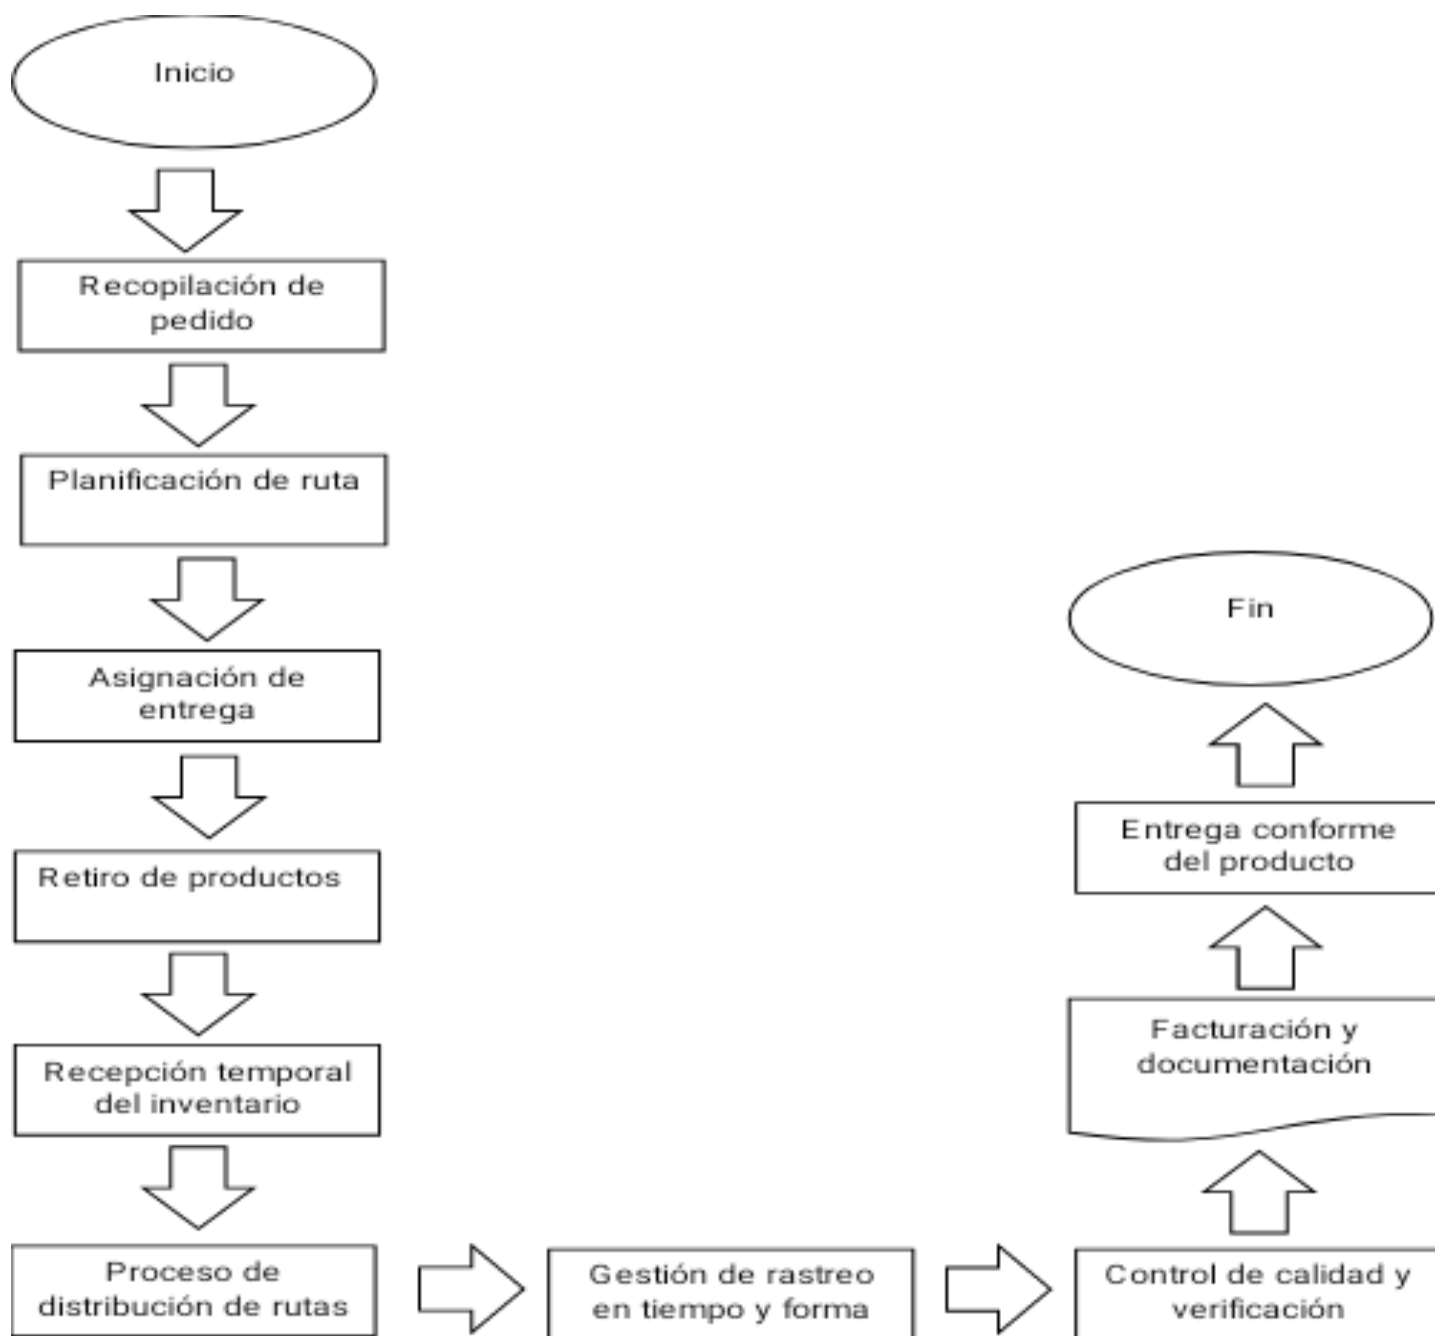 Inicio
Recopilación de
pedido
Planificación de ruta
Asignación de
entrega
Retiro de productos
Recepción temporal
del inventario
Proceso de
distribución de rutas
Gestión de rastreo
en tiempo y forma
Control de calidad y
verificación
Facturación y
documentación
Entrega conforme
del producto
Fin